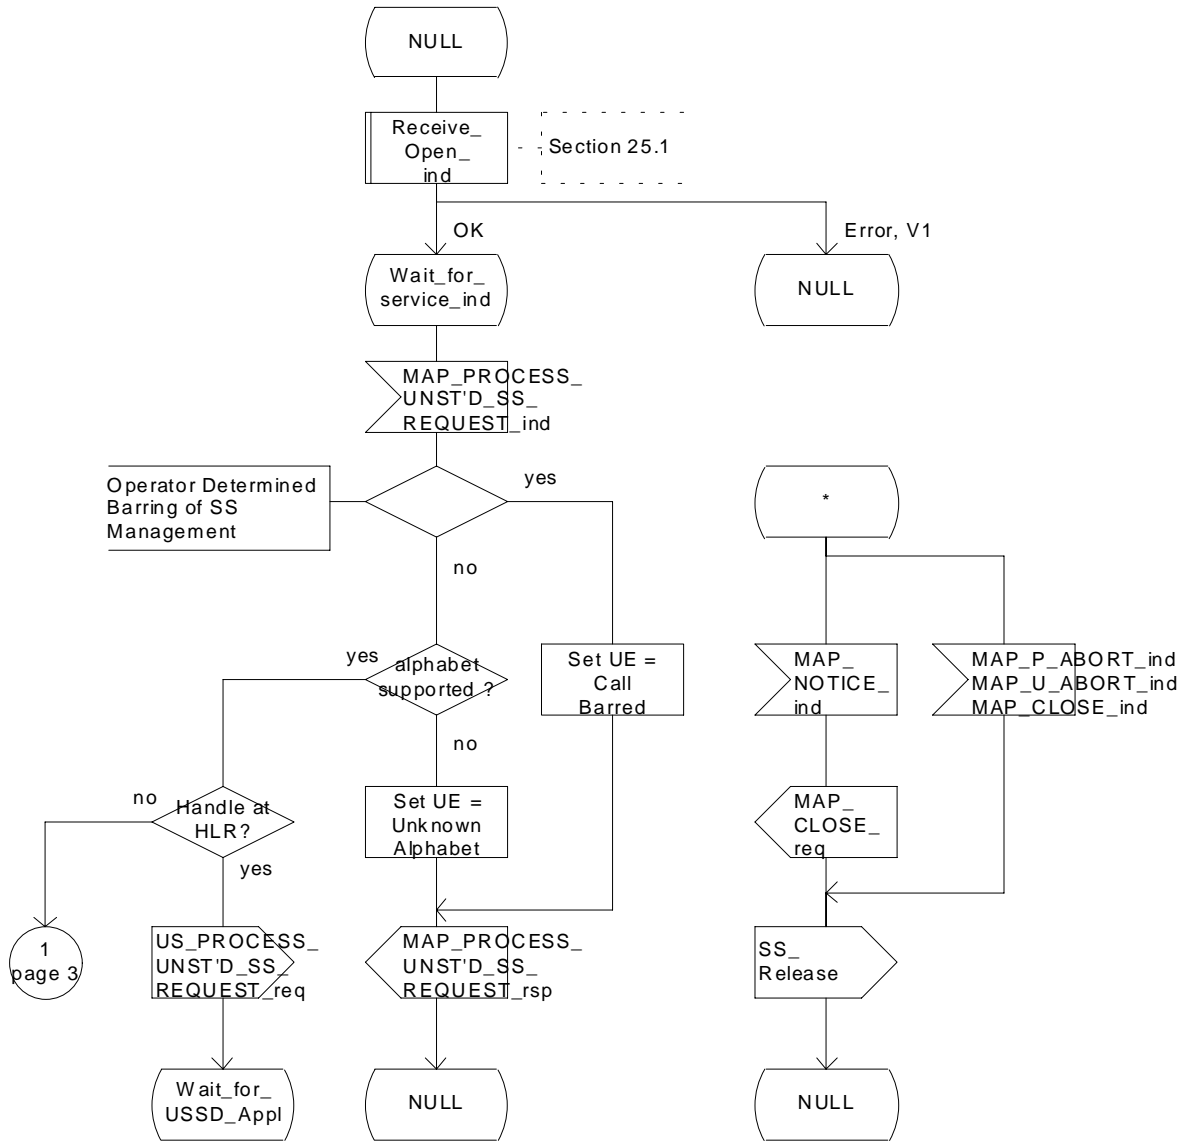 NULL
Receive_
Open_
ind
Section 25.1
OK
Error, V1
Wait_for_
service_ind
NULL
MAP_PROCESS_
UNST'D_SS_
REQUEST_ind
Operator Determined
Barring of SS
Management
yes
*
no
yes
alphabet
supported ?
Set UE =
Call
Barred
MAP_
NOTICE_
ind
MAP_P_ABORT_ind
MAP_U_ABORT_ind
MAP_CLOSE_ind
no
no
Handle at
HLR?
Set UE =
Unknown
Alphabet
MAP_
CLOSE_
req
yes
1
page 3
US_PROCESS_
UNST'D_SS_
REQUEST_req
MAP_PROCESS_
UNST'D_SS_
REQUEST_rsp
SS_
Release
Wait_for_
USSD_Appl
NULL
NULL